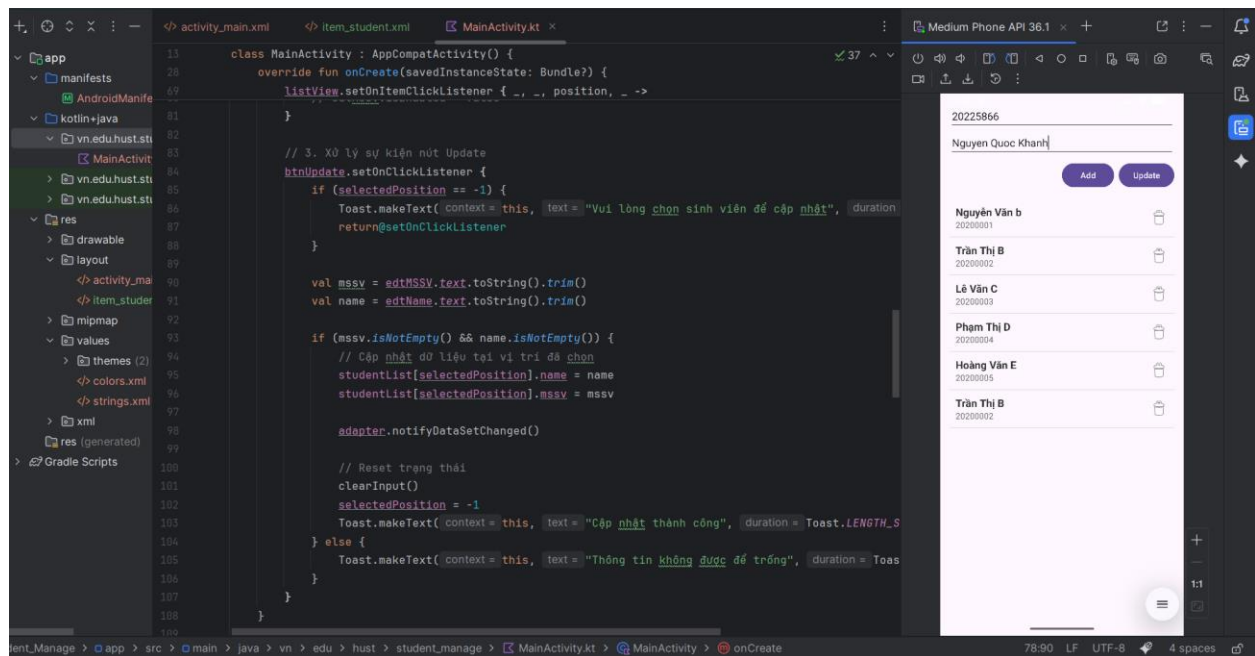 activity_main.xml
item_student.xml
MainActivity.kt
Medium Phone API 36.1
app
manifests
AndroidManife
kotlin+java
vn.edu.hust.stu
MainActivit
vn.edu.hust.stu
vn.edu.hust.stu
res
drawable
layout
activity_mai
item_studer
mipmap
values
themes (2)
colors.xml
strings.xml
xml
res (generated)
Gradle Scripts
37
13 class MainActivity : AppCompatActivity() {
28 override fun onCreate(savedInstanceState: Bundle?) {
69 listView.setOnItemClickListener { _, _, position, _ ->
81 }
82
83 // 3. Xử lý sự kiện nút Update
84 btnUpdate.setOnClickListener {
85 if (selectedPosition == -1) {
86 Toast.makeText( context = this, text = "Vui lòng chọn sinh viên để cập nhật", duration
87 return@setOnClickListener
88 }
89
90 val mssv = edtMSSV.text.toString().trim()
91 val name = edtName.text.toString().trim()
92
93 if (mssv.isNotEmpty() && name.isNotEmpty()) {
94 // Cập nhật dữ liệu tại vị trí đã chọn
95 studentList[selectedPosition].name = name
96 studentList[selectedPosition].mssv = mssv
97
98 adapter.notifyDataSetChanged()
99
100 // Reset trạng thái
101 clearInput()
102 selectedPosition = -1
103 Toast.makeText( context = this, text = "Cập nhật thành công", duration = Toast.LENGTH_S
104 } else {
105 Toast.makeText( context = this, text = "Thông tin không được để trống", duration = Toas
106 }
107 }
108 }
109
20225866
Nguyen Quoc Khanh
Add Update
Nguyễn Văn b
20200001
Trần Thị B
20200002
Lê Văn C
20200003
Phạm Thị D
20200004
Hoàng Văn E
20200005
Trần Thị B
20200002
1:1
dent_Manage > app > src > main > java > vn > edu > hust > student_manage > MainActivity.kt > MainActivity > onCreate
78:90 LF UTF-8 4 spaces